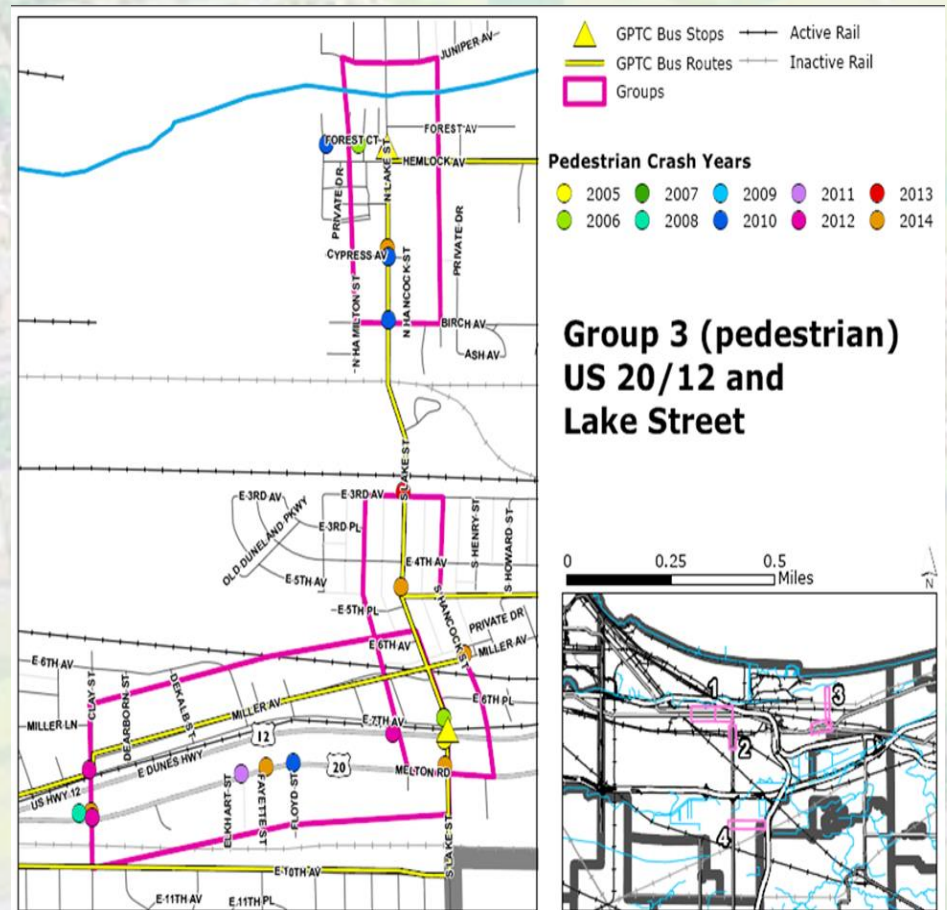 GPTC Bus Stops
Active Rail
GPTC Bus Routes
Inactive Rail
Groups
Pedestrian Crash Years
2005 2007 2009 2011 2013
2006 2008 2010 2012 2014
Group 3 (pedestrian)
US 20/12 and
Lake Street
0 0.25 0.5
Miles
N
1
3
2
4
JUNIPER AV
FOREST AV
FOREST CT
HEMLOCK AV
N LAKE ST
PRIVATE DR
CYPRESS AV
N HANCOCK ST
PRIVATE DR
N HAMILTON ST
BIRCH AV
ASH AV
S LAKE ST
E 3RD AV
E 3RD AV
E 3RD PL
OLD DUNELAND PKWY
S HENRY ST
S HOWARD ST
E 4TH AV
E 5TH AV
E 5TH PL
S HANCOCK ST
PRIVATE DR
E 6TH AV
MILLER AV
E 6TH AV
CLAY ST
DEARBORN ST
DEKALB ST
MILLER AV
E 6TH PL
MILLER LN
E 7TH AV
12
E DUNES HWY
20
MELTON RD
US HWY 12
ELKHART ST
FAYETTE ST
FLOYD ST
S LAKE ST
E 10TH AV
E 11TH AV
E 11TH PL